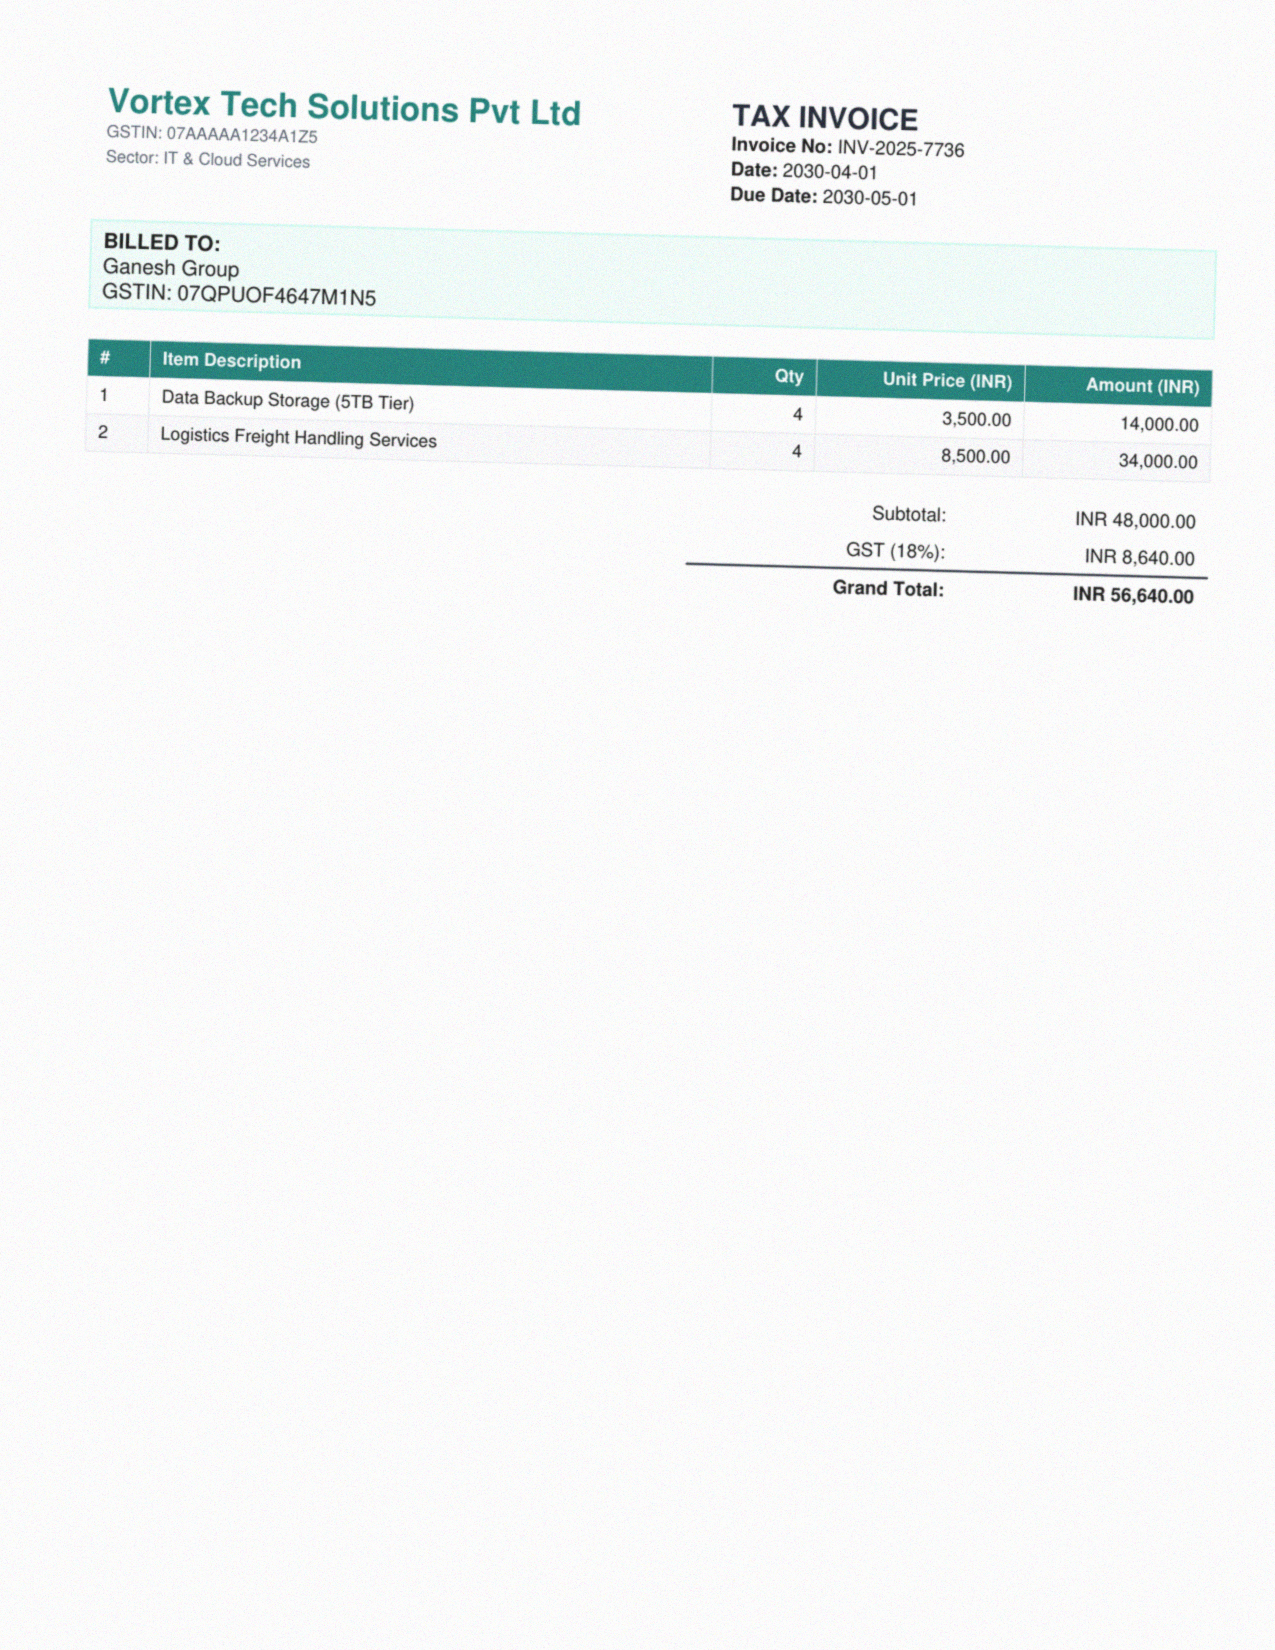 Vortex Tech Solutions Pvt Ltd
GSTIN: 07AAAAA1234A1Z5
Sector: IT & Cloud Services
TAX INVOICE
Invoice No: INV-2025-7736
Date: 2030-04-01
Due Date: 2030-05-01
BILLED TO:
Ganesh Group
GSTIN: 07QPUOF4647M1N5
# Item Description Qty Unit Price (INR) Amount (INR)
1 Data Backup Storage (5TB Tier) 4 3,500.00 14,000.00
2 Logistics Freight Handling Services 4 8,500.00 34,000.00
Subtotal: INR 48,000.00
GST (18%): INR 8,640.00
Grand Total: INR 56,640.00